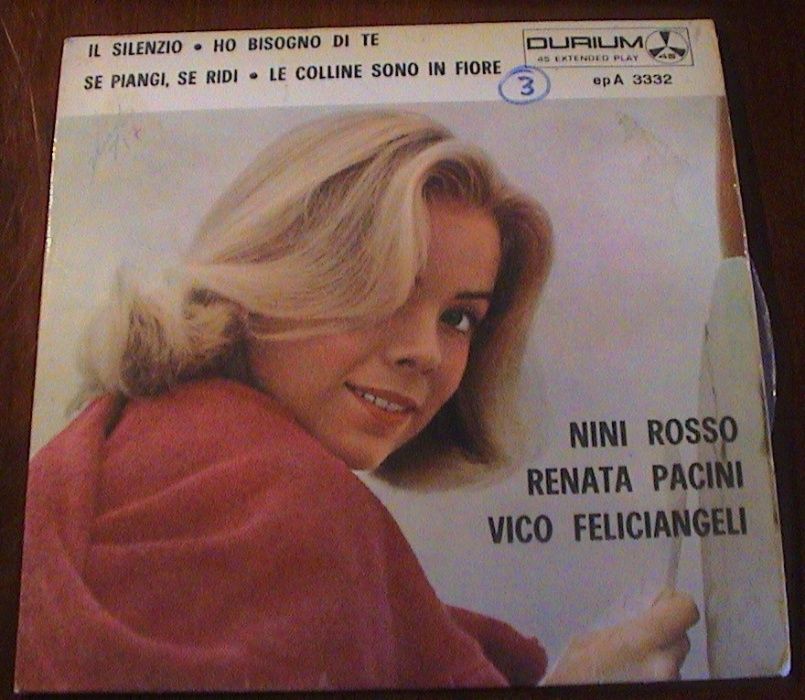 IL SILENZIO • HO BISOGNO DI TE
SE PIANGI, SE RIDI • LE COLLINE SONO IN FIORE
DURIUM
45
45 EXTENDED PLAY
epA 3332
3
NINI ROSSO
RENATA PACINI
VICO FELICIANGELI